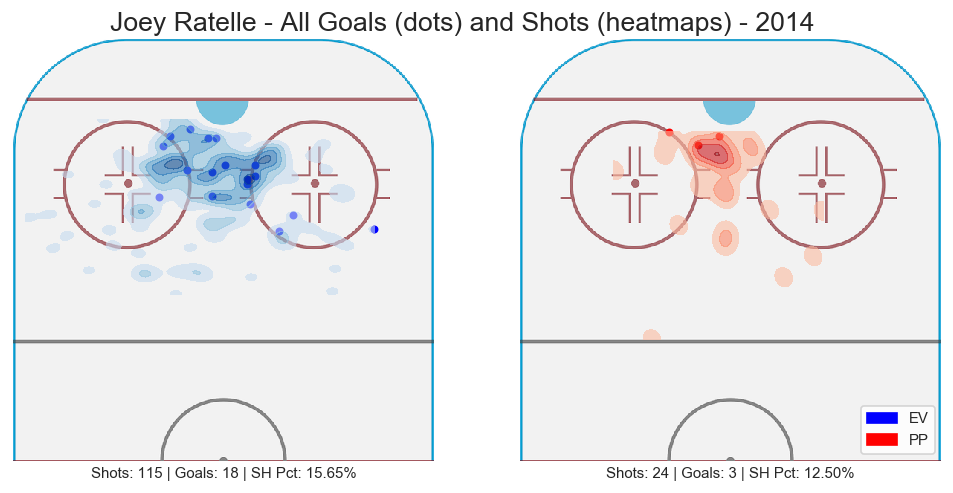 Joey Ratelle - All Goals (dots) and Shots (heatmaps) - 2014
EV
PP
Shots: 115 | Goals: 18 | SH Pct: 15.65%
Shots: 24 | Goals: 3 | SH Pct: 12.50%